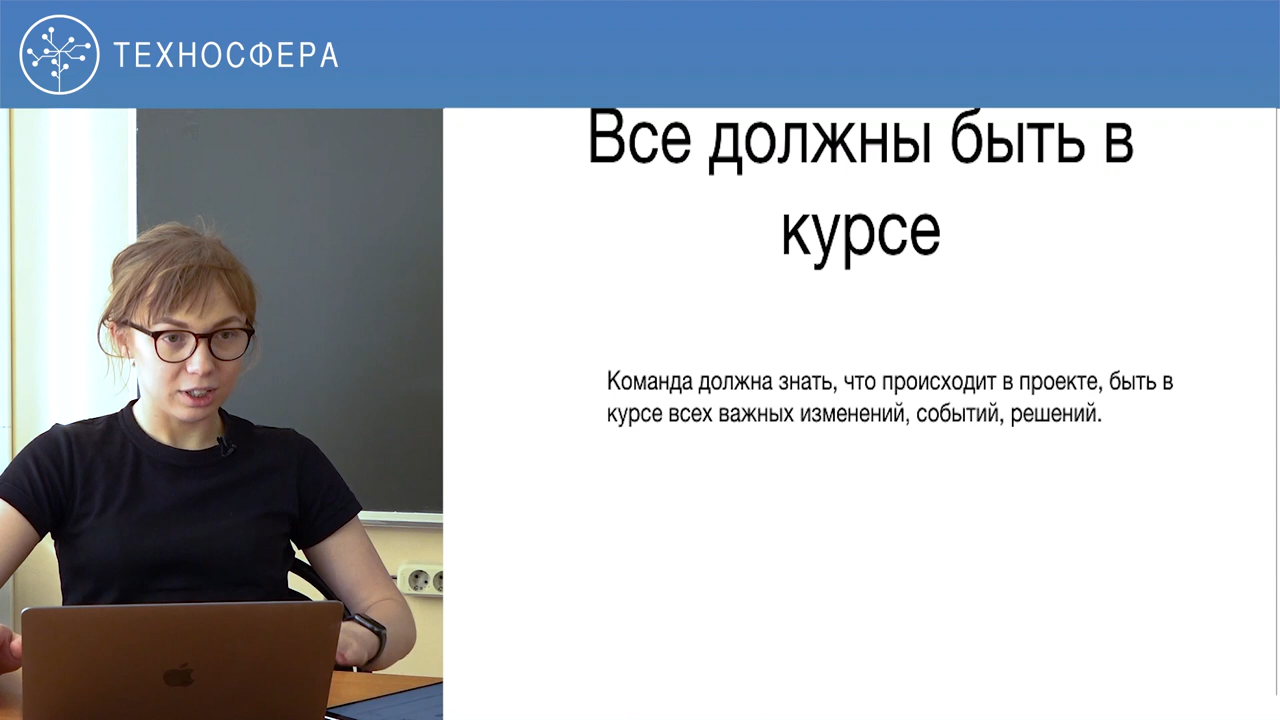 ТЕХНОСФЕРА
Все должны быть в
курсе
Команда должна знать, что происходит в проекте, быть в
курсе всех важных изменений, событий, решений.